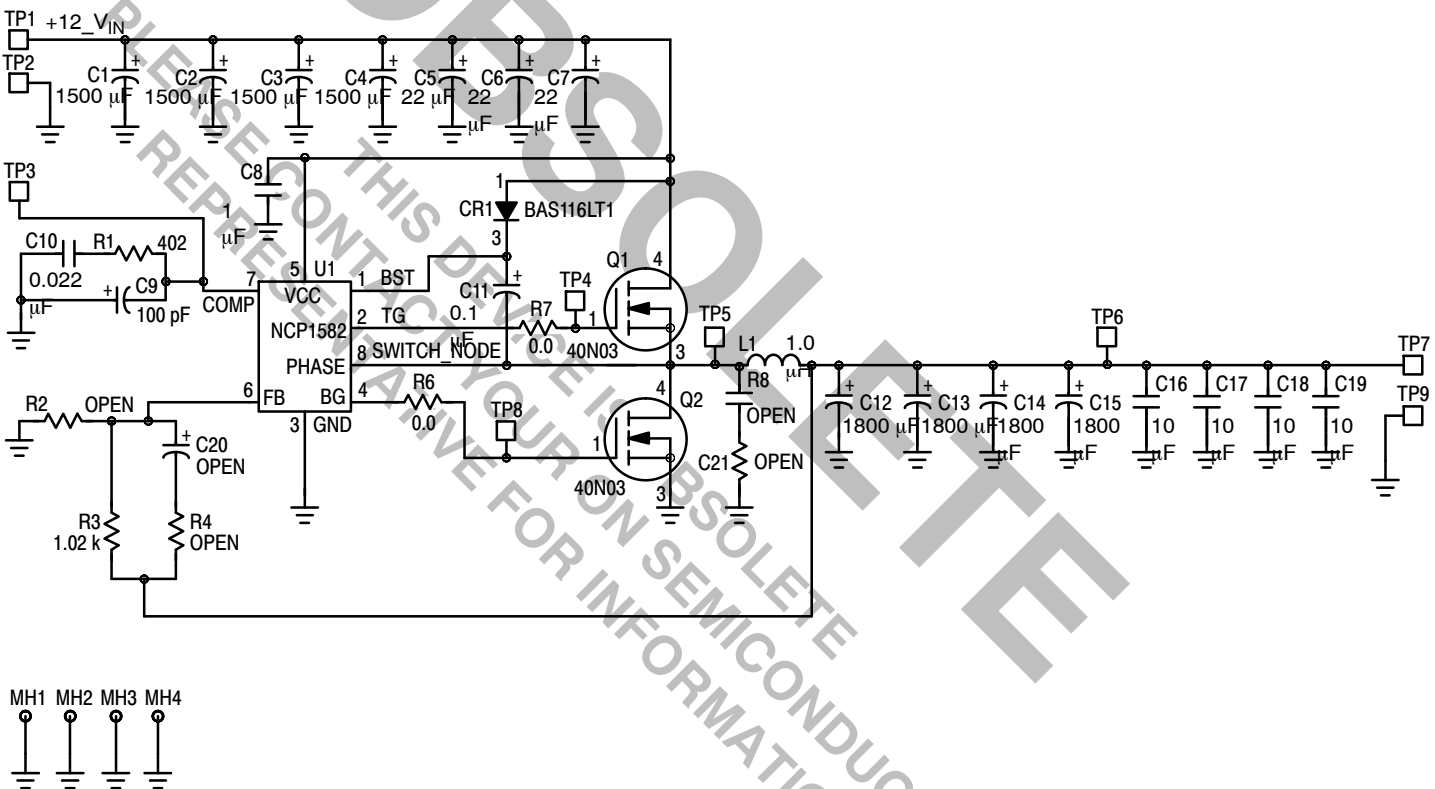 TP1 +12_VIN
TP2
C1 C2 C3 C4 C5 C6 C7
1500 µF 1500 µF 1500 µF 1500 µF 22 µF 22 µF 22 µF
TP3
C8
1 µF
1
CR1 BAS116LT1
3
C10 R1 402
0.022 µF
C9
100 pF
7
COMP
5 U1
VCC
NCP1582
PHASE
6 FB
BG
3 GND
1 BST
2 TG
8 SWITCH_NODE
4
C11
0.1 µF
R7
0.0
TP4
Q1
4
1
40N03
3
TP5
L1 1.0 µH
TP6
TP7
TP9
R6
0.0
TP8
4
Q2
1
40N03
3
R8
OPEN
C21 OPEN
C12 C13 C14 C15 C16 C17 C18 C19
1800 µF 1800 µF 1800 µF 1800 µF 10 µF 10 µF 10 µF 10 µF
R2 OPEN
C20
OPEN
R3
1.02 k
R4
OPEN
MH1 MH2 MH3 MH4
OBSOLETE
THIS DEVICE IS OBSOLETE
PLEASE CONTACT YOUR ON SEMICONDUC
REPRESENTATIVE FOR INFORMATIO